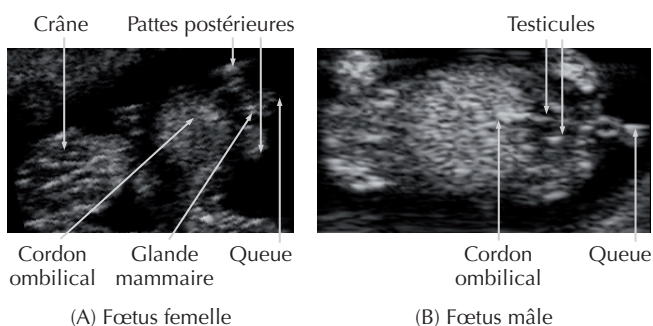 Crâne Pattes postérieures Testicules
Cordon ombilical
Glande mammaire
Queue
Cordon ombilical
Queue
(A) Fœtus femelle (B) Fœtus mâle